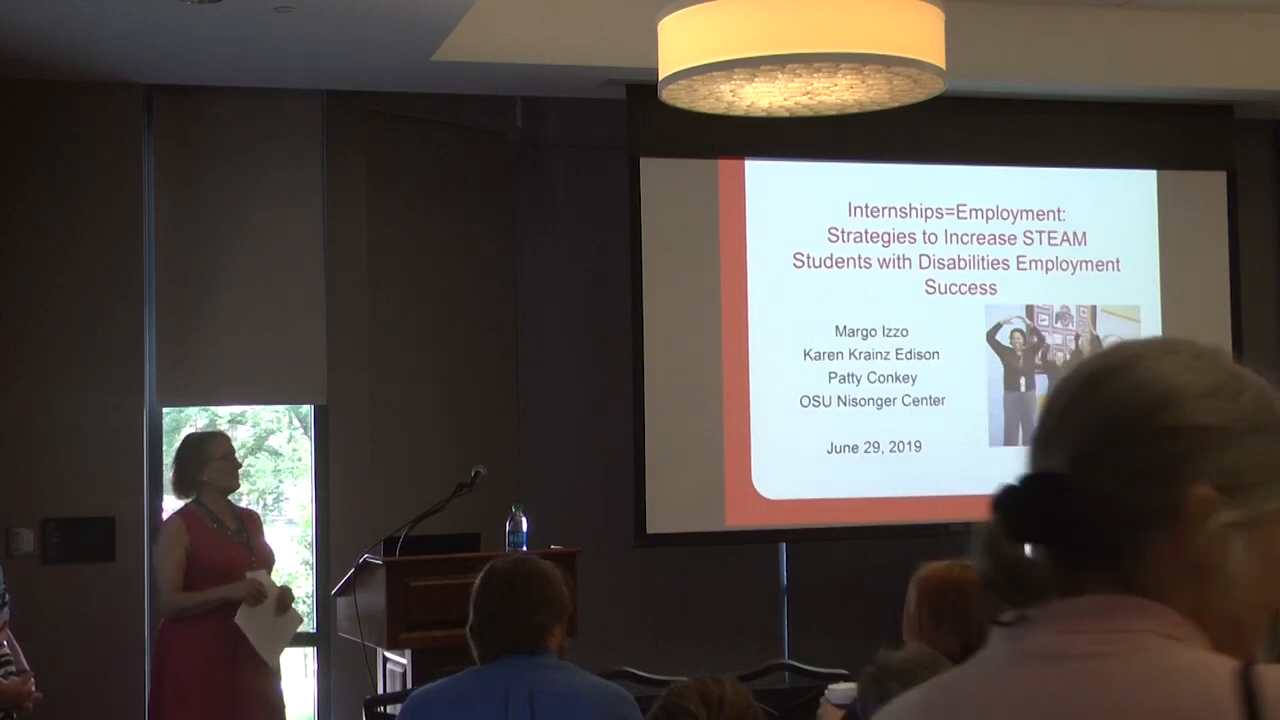 Internships=Employment:
Strategies to Increase STEAM
Students with Disabilities Employment
Success
Margo Izzo
Karen Krainz Edison
Patty Conkey
OSU Nisonger Center
June 29, 2019